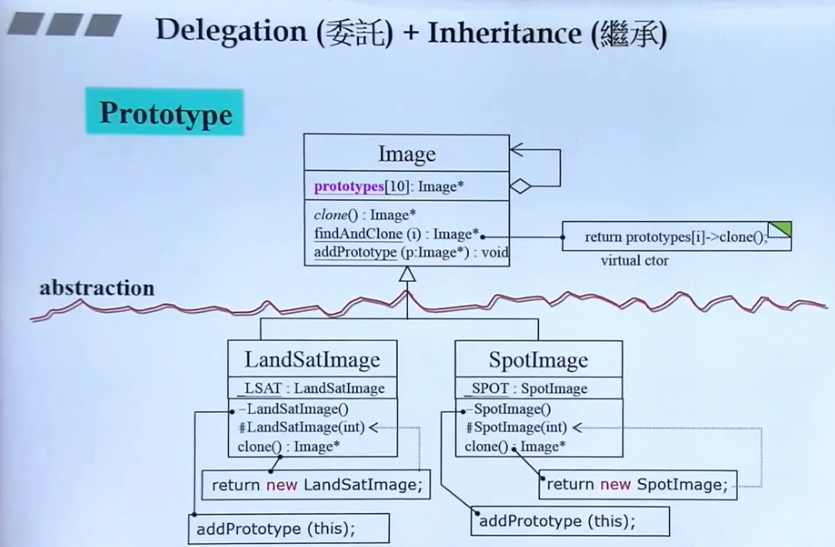 Delegation (委託) + Inheritance (繼承)
Prototype
Image
prototypes[10]: Image*
clone() : Image*
findAndClone (i) : Image*
addPrototype (p:Image*) : void
return prototypes[i]->clone();
virtual ctor
abstraction
LandSatImage
_LSAT : LandSatImage
-LandSatImage()
#LandSatImage(int)
clone() : Image*
return new LandSatImage;
addPrototype (this);
SpotImage
_SPOT : SpotImage
-SpotImage()
#SpotImage(int)
clone() : Image*
return new SpotImage;
addPrototype (this);